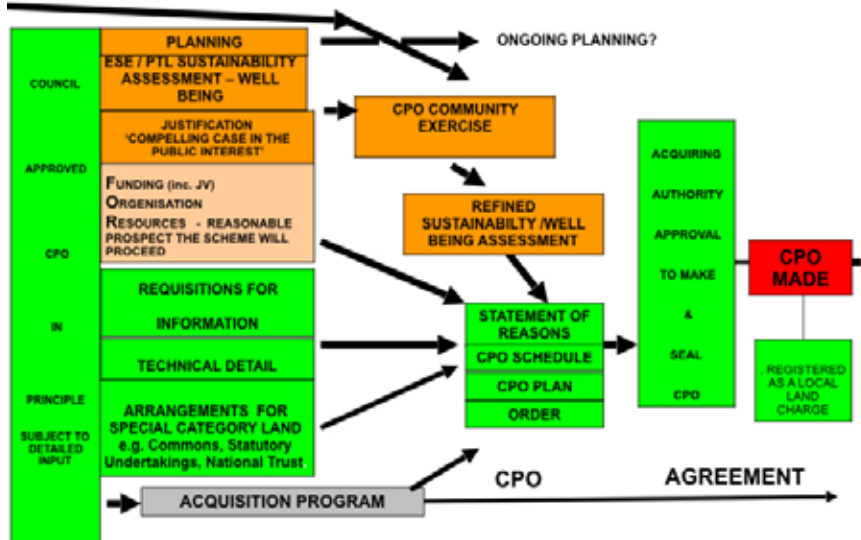 COUNCIL
APPROVED
CPO
IN
PRINCIPLE
SUBJECT TO
DETAILED
INPUT
PLANNING
ESE / PTL SUSTAINABILITY
ASSESSMENT – WELL
BEING
JUSTIFICATION
‘COMPELLING CASE IN THE
PUBLIC INTEREST’
FUNDING (inc. JV)
ORGANISATION
RESOURCES - REASONABLE
PROSPECT THE SCHEME WILL
PROCEED
REQUISITIONS FOR
INFORMATION
TECHNICAL DETAIL
ARRANGEMENTS FOR
SPECIAL CATEGORY LAND
e.g. Commons, Statutory
Undertakings, National Trust.
ACQUISITION PROGRAM
ONGOING PLANNING?
CPO COMMUNITY
EXERCISE
REFINED
SUSTAINABILTY /WELL
BEING ASSESSMENT
STATEMENT OF
REASONS
CPO SCHEDULE
CPO PLAN
ORDER
CPO
AGREEMENT
ACQUIRING
AUTHORITY
APPROVAL
TO MAKE
&
SEAL
CPO
CPO
MADE
. REGISTERED
AS A LOCAL
LAND
CHARGE